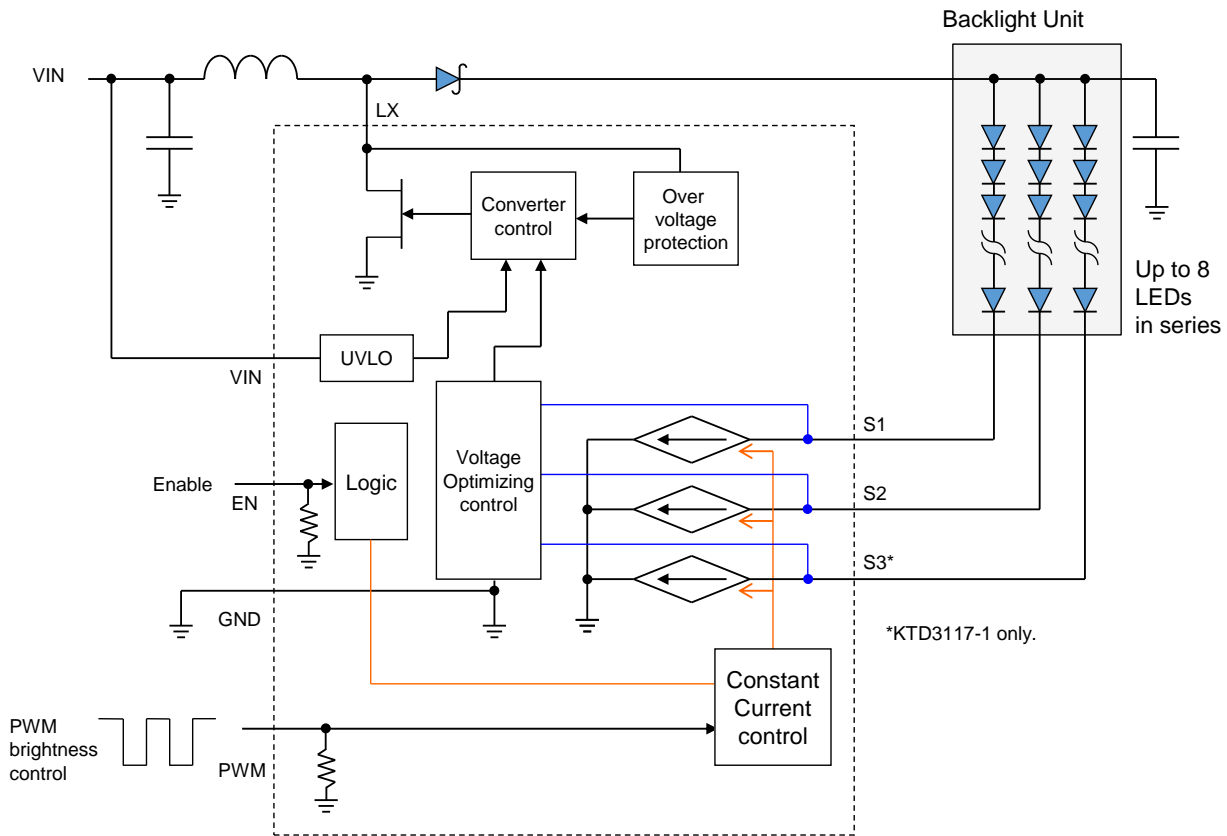 Backlight Unit
VIN
LX
Converter
control
Over
voltage
protection
Up to 8
LEDs
in series
UVLO
VIN
S1
Voltage
Optimizing
control
Logic
Enable
EN
S2
S3*
GND
*KTD3117-1 only.
Constant
Current
control
PWM
brightness
control
PWM